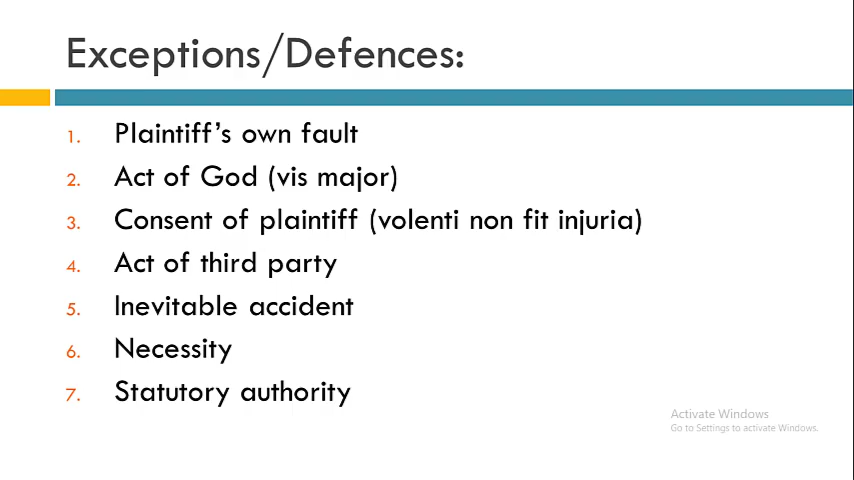 Exceptions/Defences:
1. Plaintiff's own fault
2. Act of God (vis major)
3. Consent of plaintiff (volenti non fit injuria)
4. Act of third party
5. Inevitable accident
6. Necessity
7. Statutory authority
Activate Windows
Go to Settings to activate Windows.